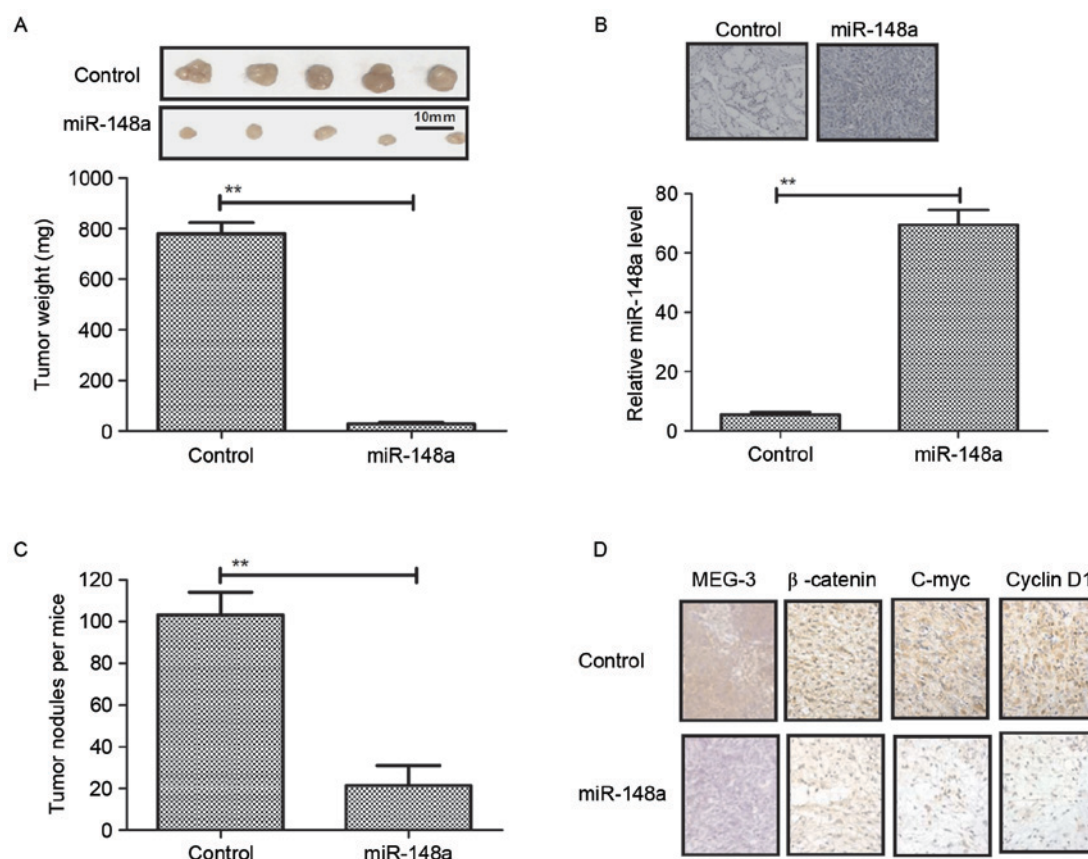 A
Control
miR-148a
10mm
Tumor weight (mg)
1000
800
600
400
200
0
**
Control
miR-148a
B
Control
miR-148a
Relative miR-148a level
80
60
40
20
0
**
Control
miR-148a
C
Tumor nodules per mice
120
100
80
60
40
20
0
**
Control
miR-148a
D
MEG-3 β -catenin C-myc Cyclin D1
Control
miR-148a